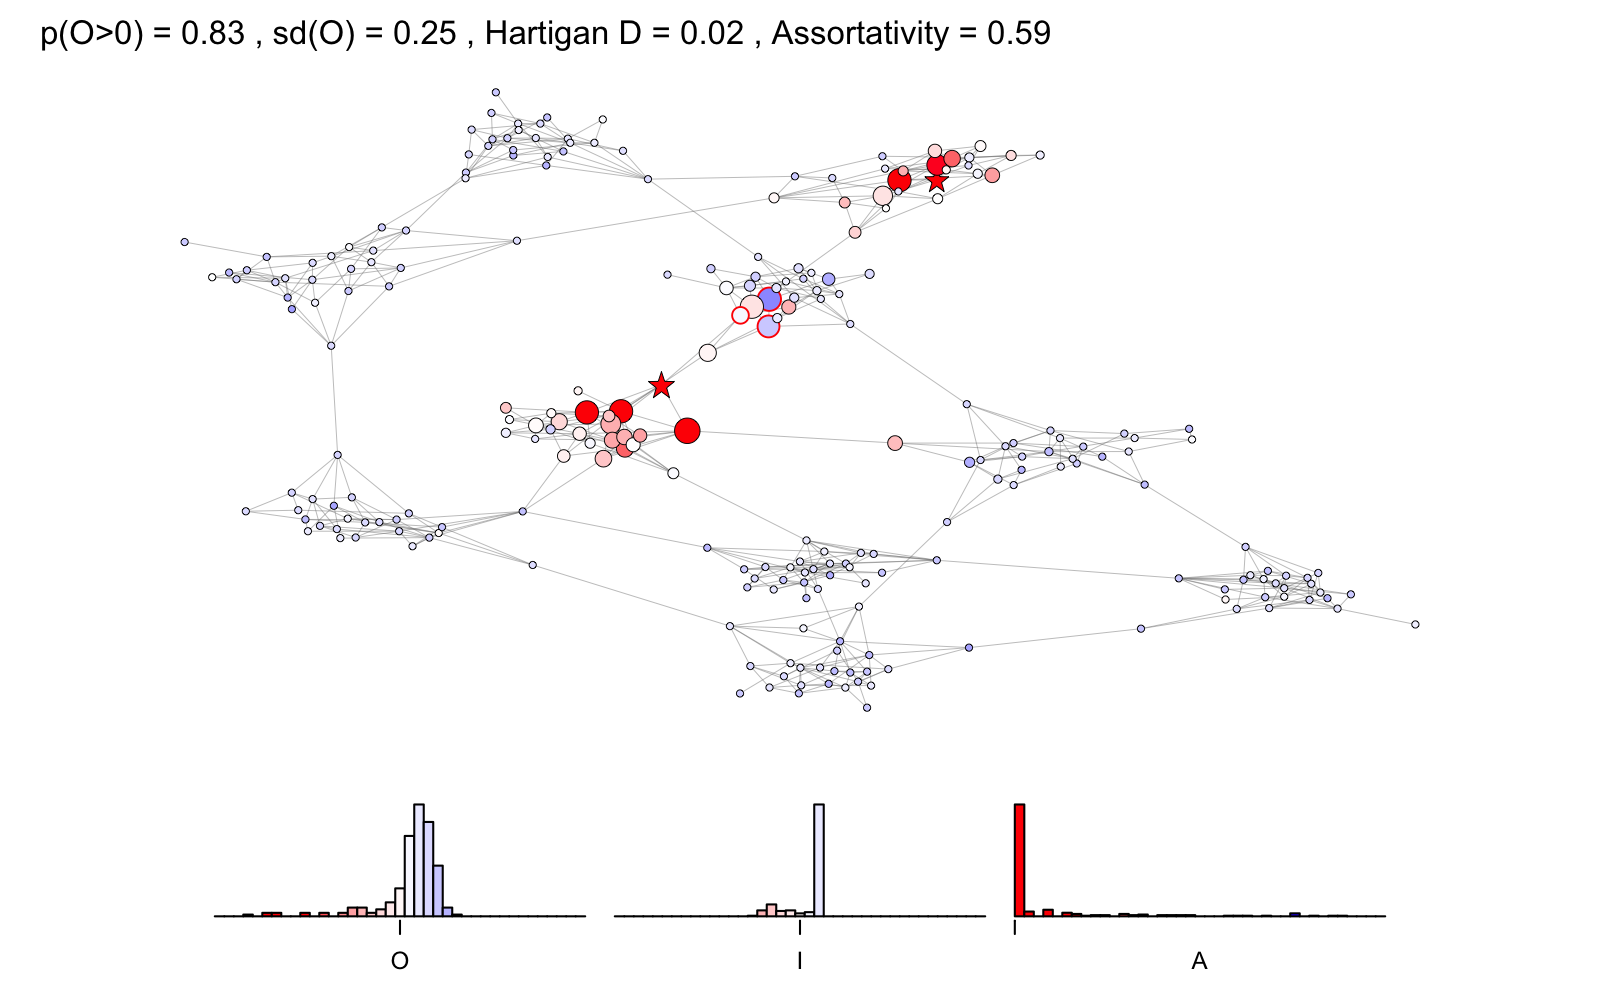 p(O>0) = 0.83 , sd(O) = 0.25 , Hartigan D = 0.02 , Assortativity = 0.59
O
I
A